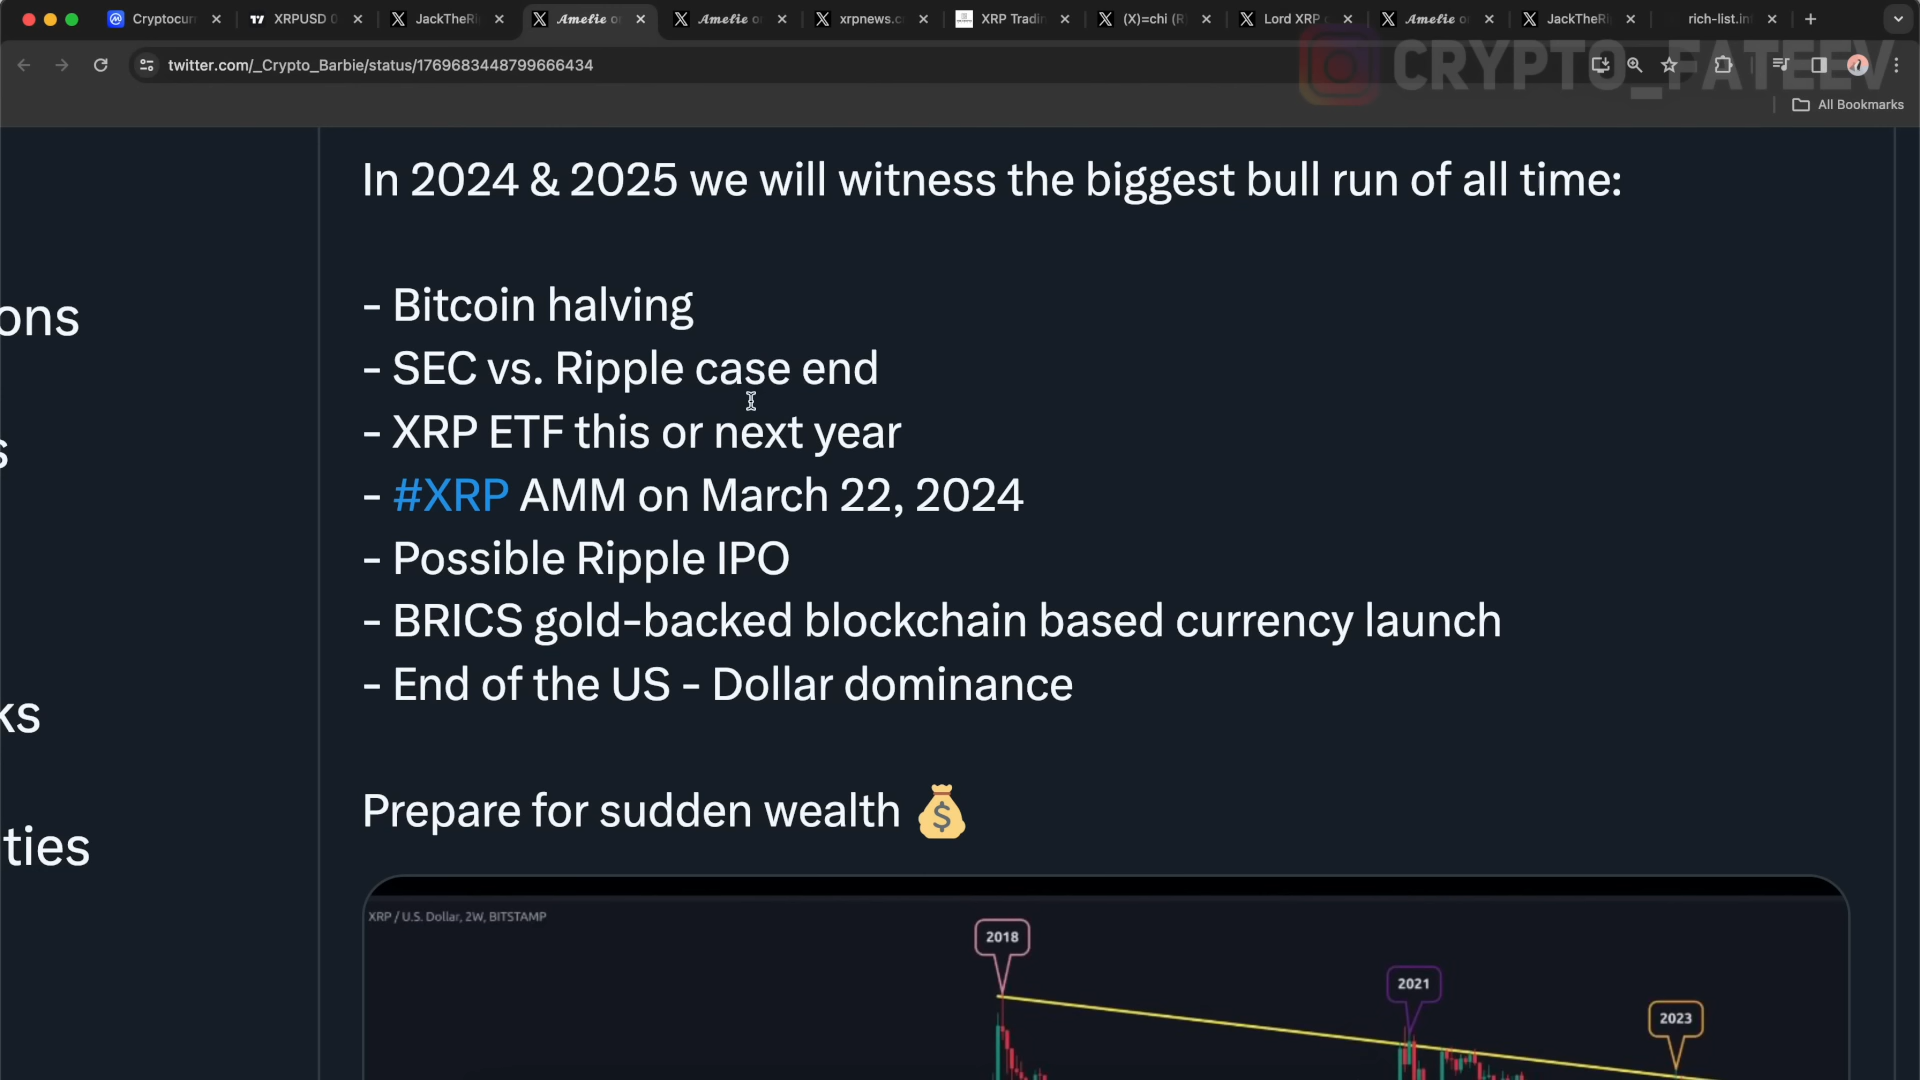 Cryptocur
XRPUSD
JackTheRi
Amelie o
Amelie o
xrpnews.c
XRP Tradin
(X)=chi (R
Lord XRP
Amelie o
JackTheRi
rich-list.in
twitter.com/_Crypto_Barbie/status/1769683448799666434
CRYPTO_FATEEV
All Bookmarks
In 2024 & 2025 we will witness the biggest bull run of all time:
- Bitcoin halving
- SEC vs. Ripple case end
- XRP ETF this or next year
- #XRP AMM on March 22, 2024
- Possible Ripple IPO
- BRICS gold-backed blockchain based currency launch
- End of the US - Dollar dominance
Prepare for sudden wealth
ons
s
ks
ties
XRP / U.S. Dollar, 2W, BITSTAMP
2018
2021
2023